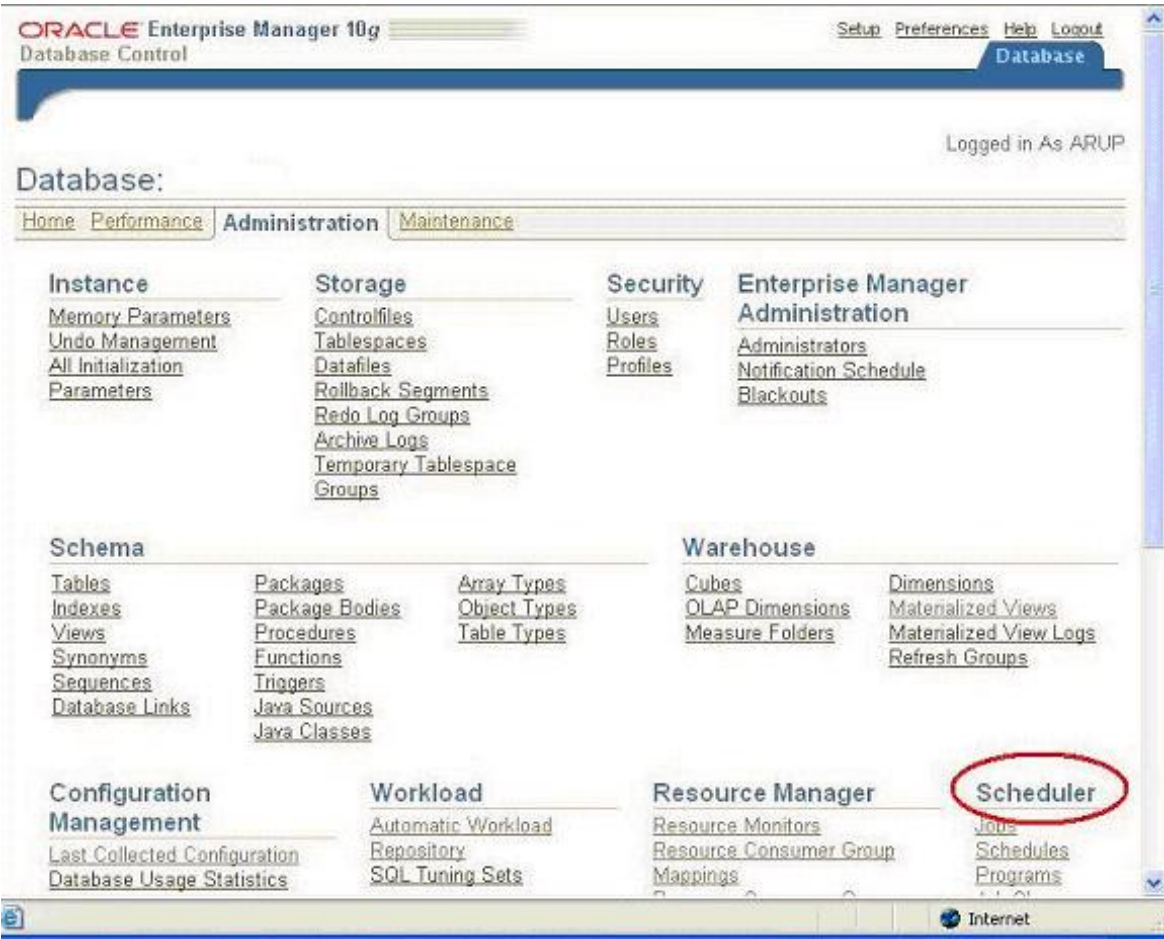 ORACLE Enterprise Manager 10g
Database Control
Setup Preferences Help Logout
Database
Logged in As ARUP
Database:
Home Performance Administration Maintenance
Instance
Memory Parameters
Undo Management
All Initialization
Parameters
Storage
Controlfiles
Tablespaces
Datafiles
Rollback Segments
Redo Log Groups
Archive Logs
Temporary Tablespace
Groups
Security
Users
Roles
Profiles
Enterprise Manager
Administration
Administrators
Notification Schedule
Blackouts
Schema
Tables
Indexes
Views
Synonyms
Sequences
Database Links
Packages
Package Bodies
Procedures
Functions
Triggers
Java Sources
Java Classes
Array Types
Object Types
Table Types
Warehouse
Cubes
OLAP Dimensions
Measure Folders
Dimensions
Materialized Views
Materialized View Logs
Refresh Groups
Configuration
Management
Last Collected Configuration
Database Usage Statistics
Workload
Automatic Workload
Repository
SQL Tuning Sets
Resource Manager
Resource Monitors
Resource Consumer Group
Mappings
Scheduler
Jobs
Schedules
Programs
Internet